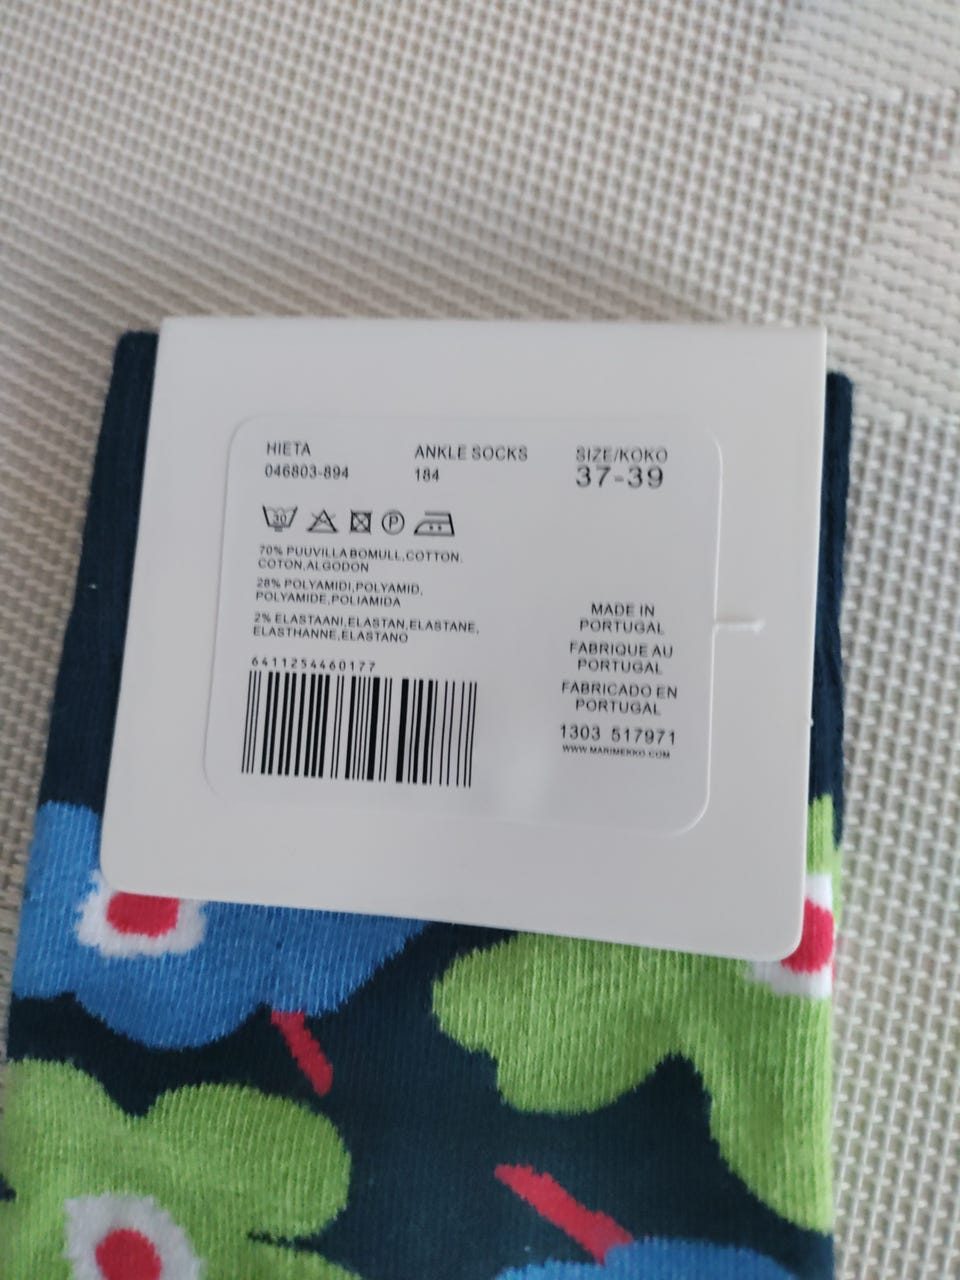 HIETA
046803-894
ANKLE SOCKS
184
SIZE/KOKO
37-39
30
P
70% PUUVILLA BOMULL,COTTON.
COTON,ALGODON
28% POLYAMIDI,POLYAMID,
POLYAMIDE,POLIAMIDA
2% ELASTAANI,ELASTAN,ELASTANE,
ELASTHANNE,ELASTANO
6411254460177
MADE IN
PORTUGAL
FABRIQUE AU
PORTUGAL
FABRICADO EN
PORTUGAL
1303 517971
WWW.MARIMEKKO.COM